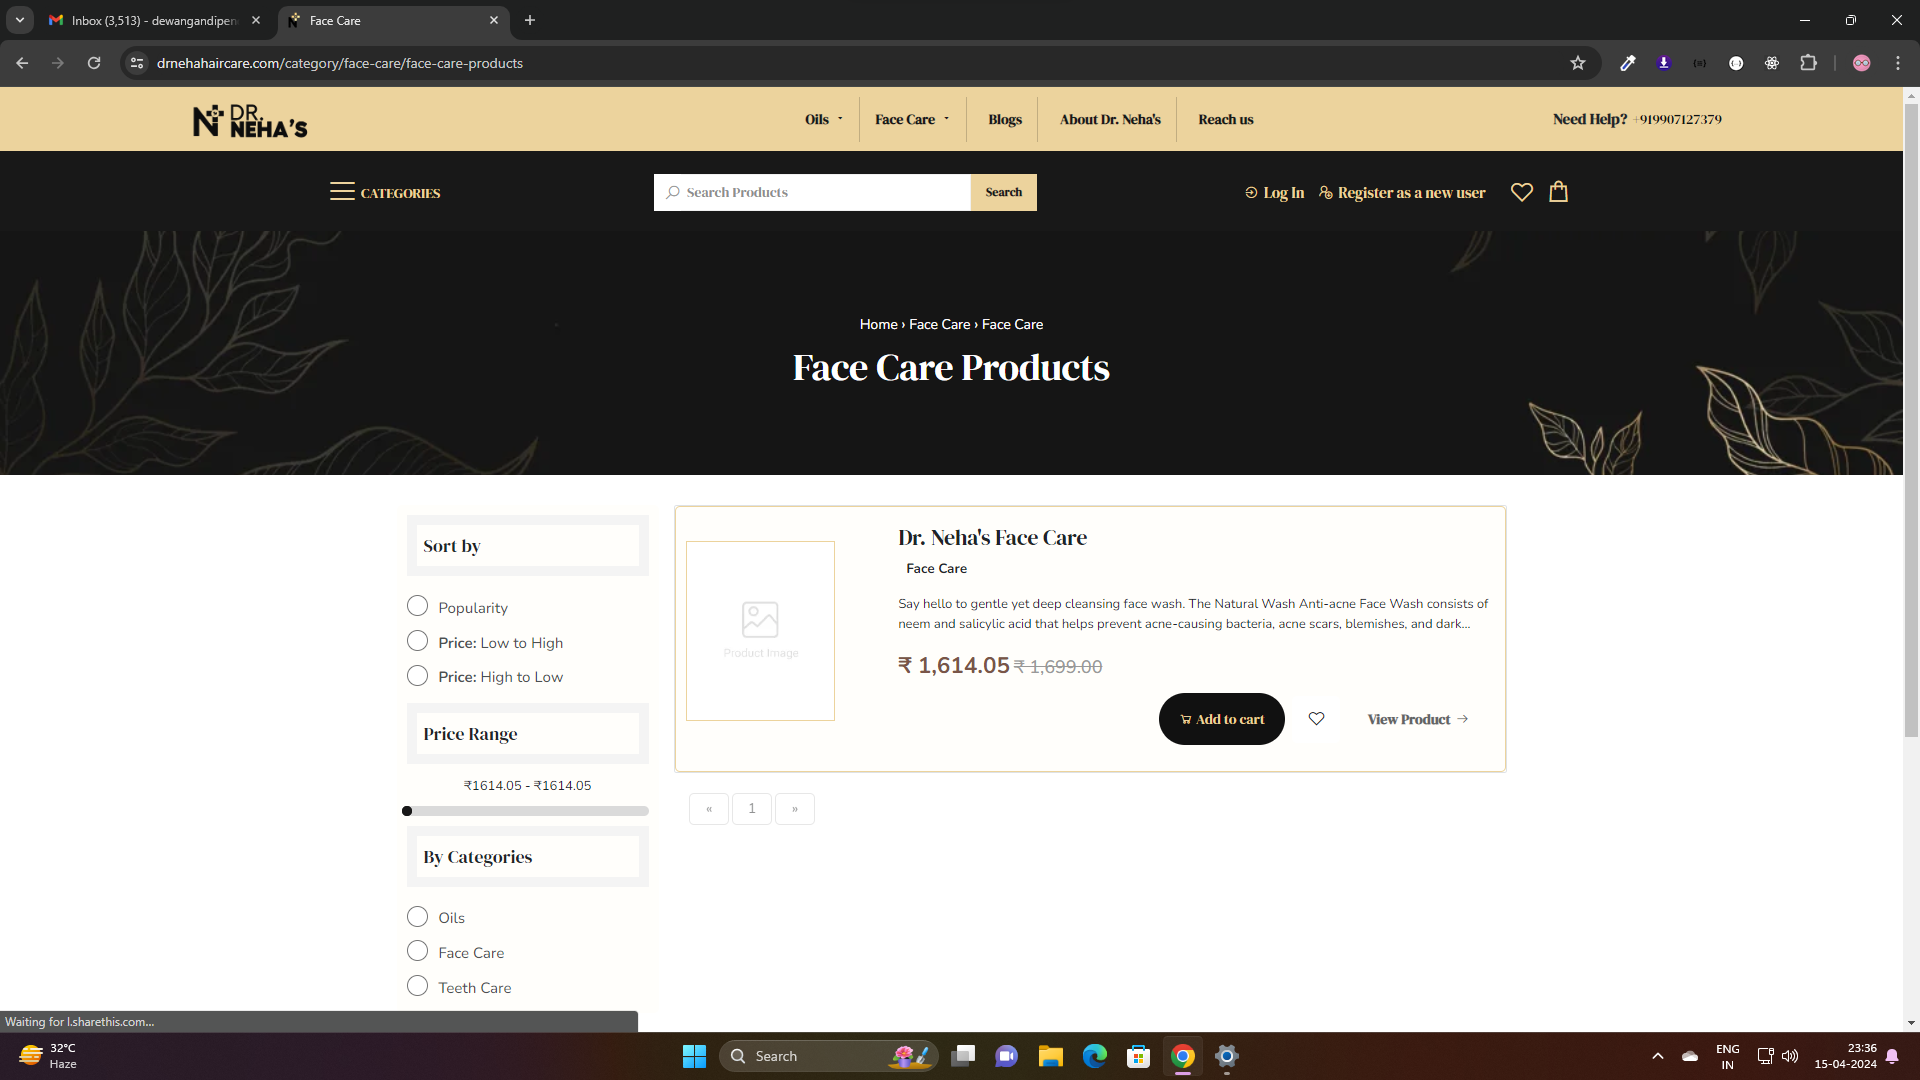 Inbox (3,513) - dewangandipen
Face Care
drnehahaircare.com/category/face-care/face-care-products
DR. NEHA'S
Oils
Face Care
Blogs
About Dr. Neha's
Reach us
Need Help? +919907127379
CATEGORIES
Search Products
Search
Log In
Register as a new user
Home › Face Care › Face Care
Face Care Products
Sort by
Popularity
Price: Low to High
Price: High to Low
Price Range
₹1614.05 - ₹1614.05
By Categories
Oils
Face Care
Teeth Care
Product Image
Dr. Neha's Face Care
Face Care
Say hello to gentle yet deep cleansing face wash. The Natural Wash Anti-acne Face Wash consists of
neem and salicylic acid that helps prevent acne-causing bacteria, acne scars, blemishes, and dark...
₹ 1,614.05 ₹ 1,699.00
Add to cart
View Product
« 1 »
Waiting for l.sharethis.com...
32°C
Haze
Search
ENG
IN
23:36
15-04-2024